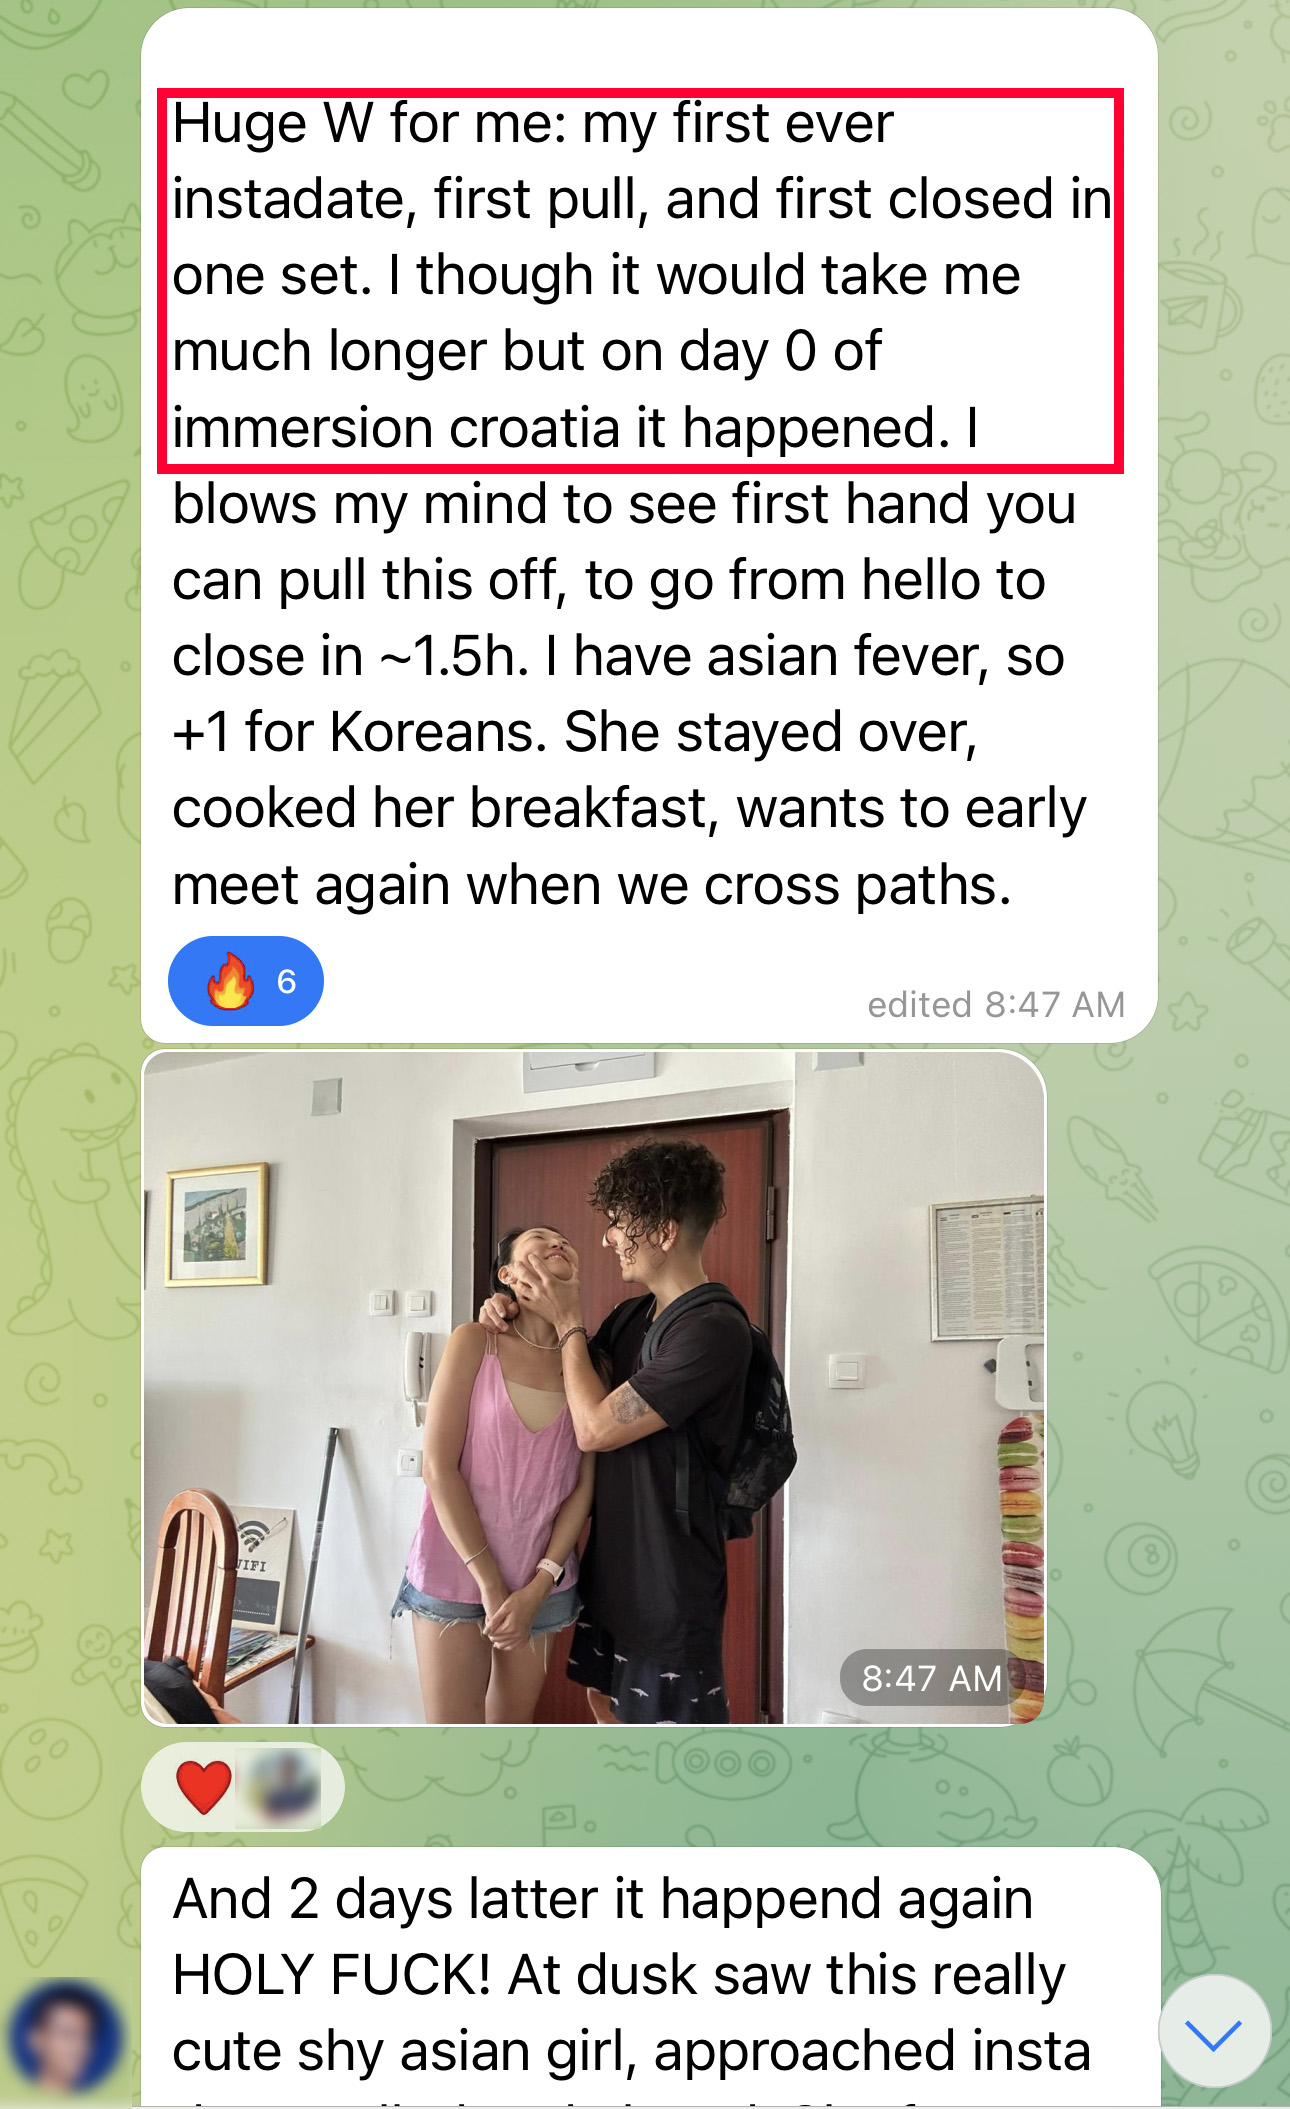 Huge W for me: my first ever
instadate, first pull, and first closed in
one set. I though it would take me
much longer but on day 0 of
immersion croatia it happened. I
blows my mind to see first hand you
can pull this off, to go from hello to
close in ~1.5h. I have asian fever, so
+1 for Koreans. She stayed over,
cooked her breakfast, wants to early
meet again when we cross paths.
🔥 6
edited 8:47 AM
WIFI
8:47 AM
And 2 days latter it happend again
HOLY FUCK! At dusk saw this really
cute shy asian girl, approached insta